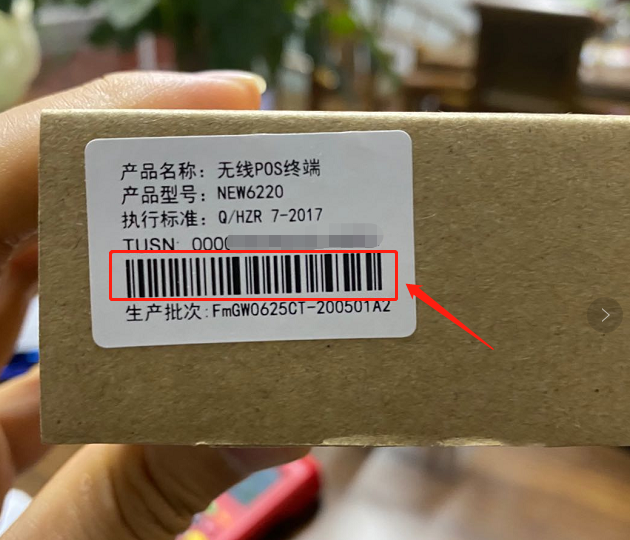 产品名称：无线POS终端
产品型号：NEW6220
执行标准：Q/HZR 7-2017
TUSN: 0000
生产批次:FmGW0625CT-200501A2